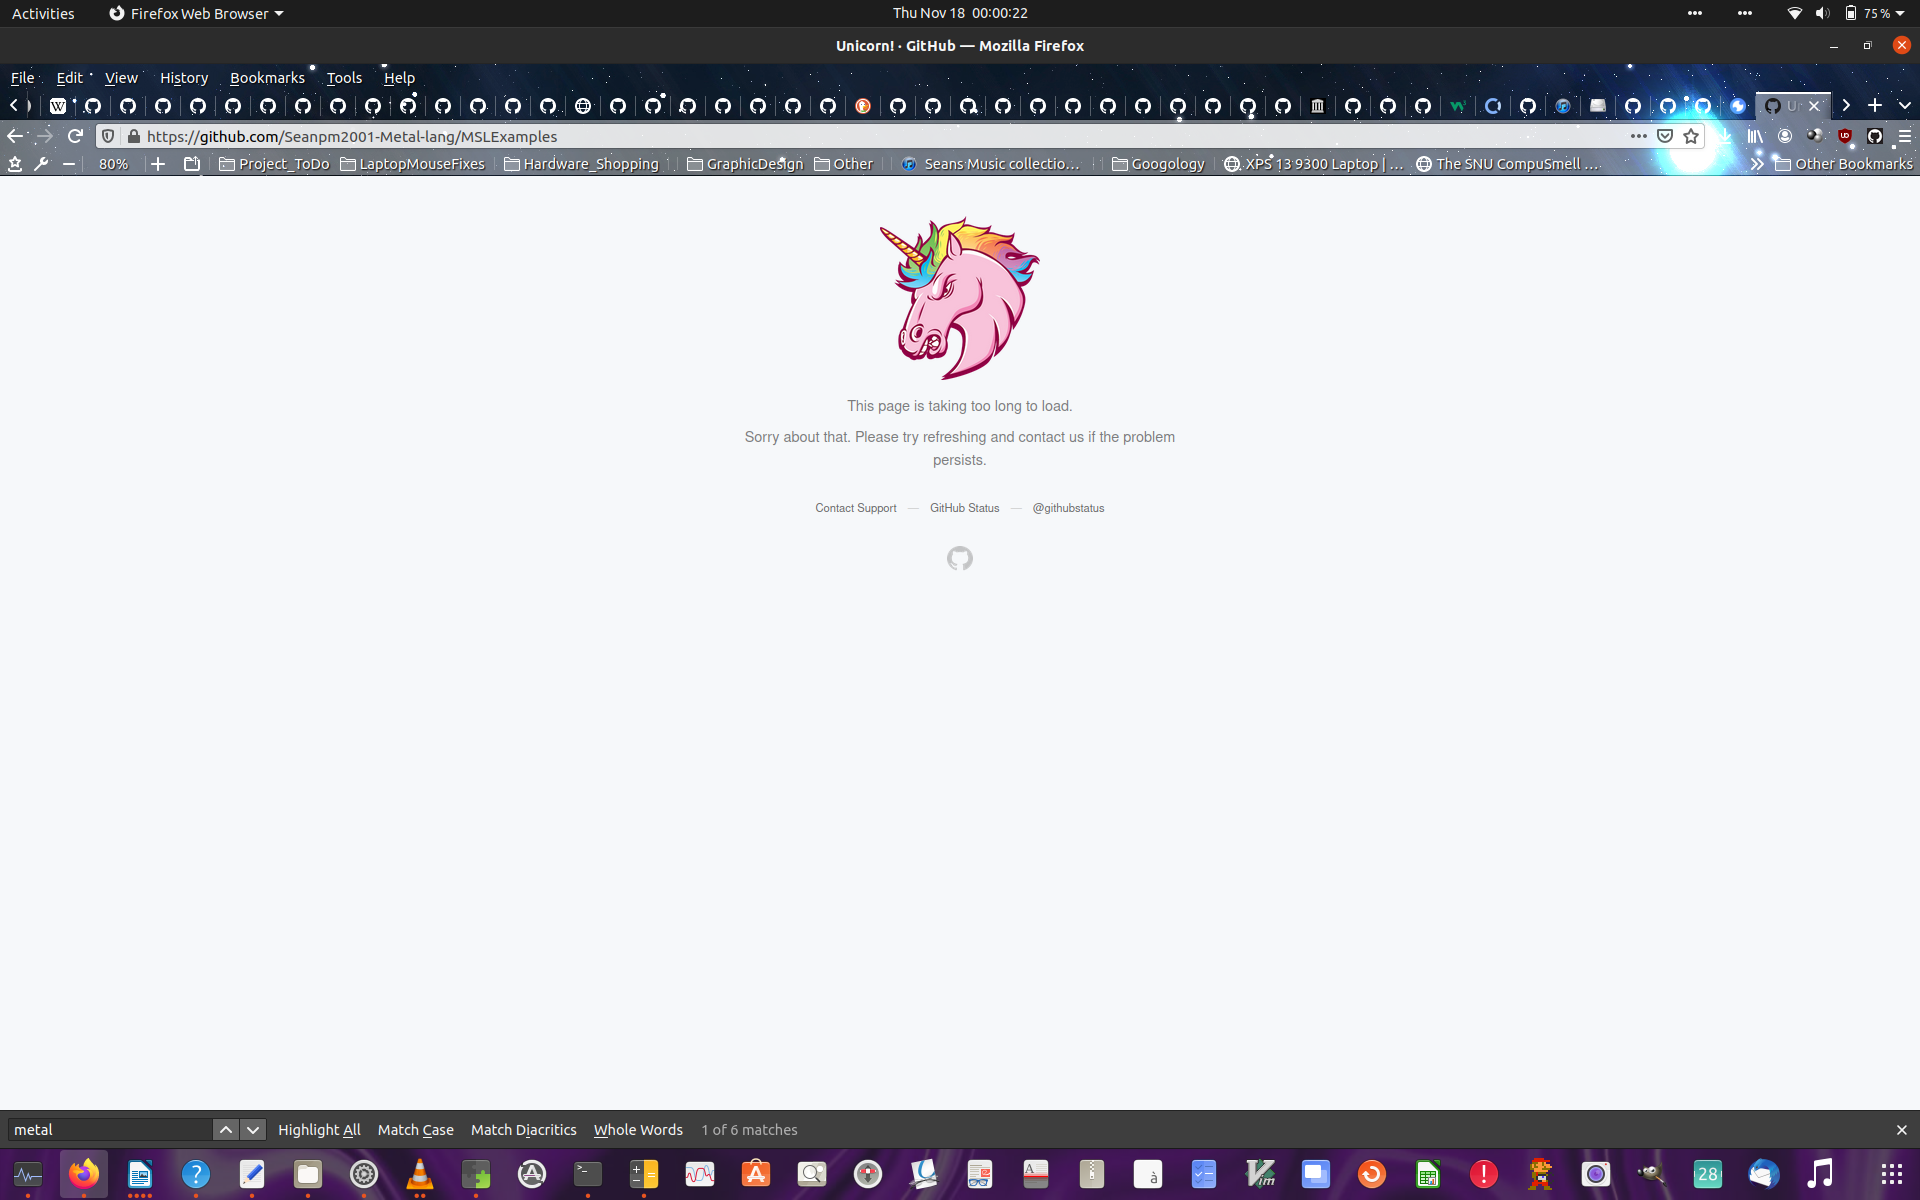 Activities Firefox Web Browser Thu Nov 18 00:00:22 75 %
Unicorn! · GitHub — Mozilla Firefox
File Edit View History Bookmarks Tools Help
https://github.com/Seanpm2001-Metal-lang/MSLExamples
80% Project_ToDo LaptopMouseFixes Hardware_Shopping GraphicDesign Other Seans Music collectio… Googology XPS 13 9300 Laptop | … The SNU CompuSmell … Other Bookmarks
This page is taking too long to load.
Sorry about that. Please try refreshing and contact us if the problem
persists.
Contact Support — GitHub Status — @githubstatus
metal Highlight All Match Case Match Diacritics Whole Words 1 of 6 matches
28